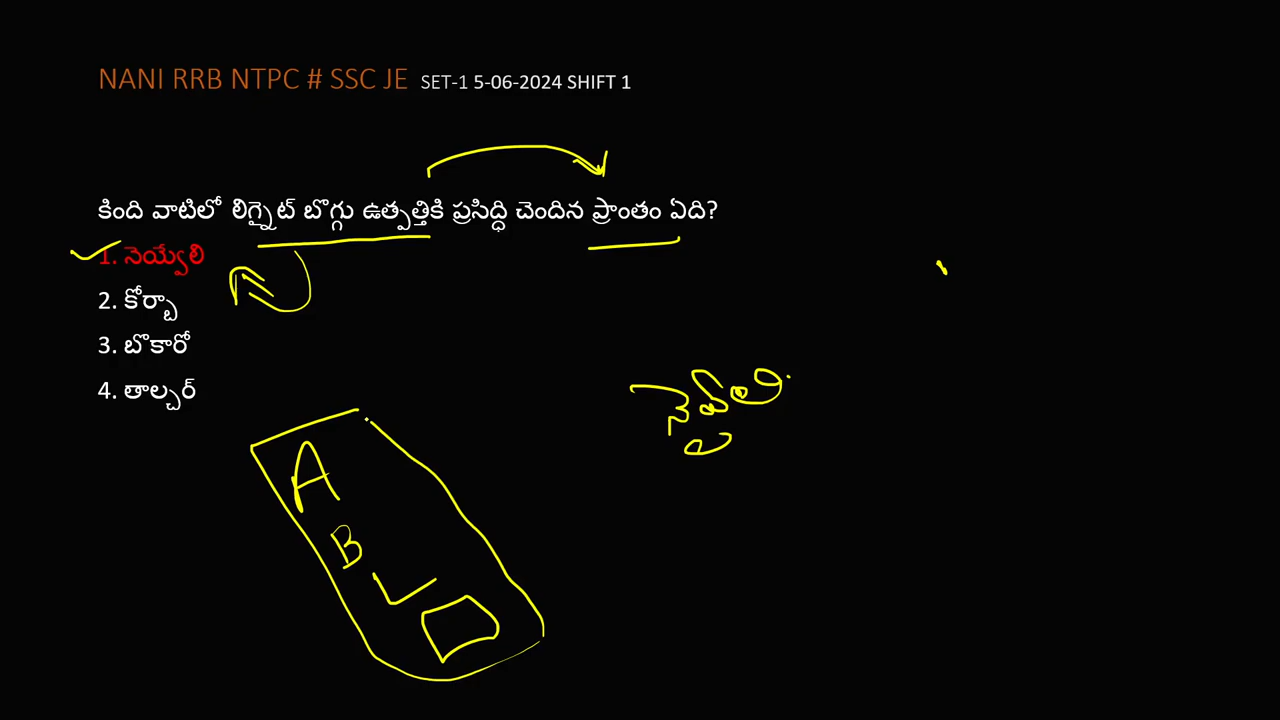 NANI RRB NTPC # SSC JE SET-1 5-06-2024 SHIFT 1
కింది వాటిలో లిగ్నైట్ బొగ్గు ఉత్పత్తికి ప్రసిద్ధి చెందిన ప్రాంతం ఏది?
1. నెయ్వేలి
2. కోర్బా
3. బొకారో
4. తాల్చర్
A
B